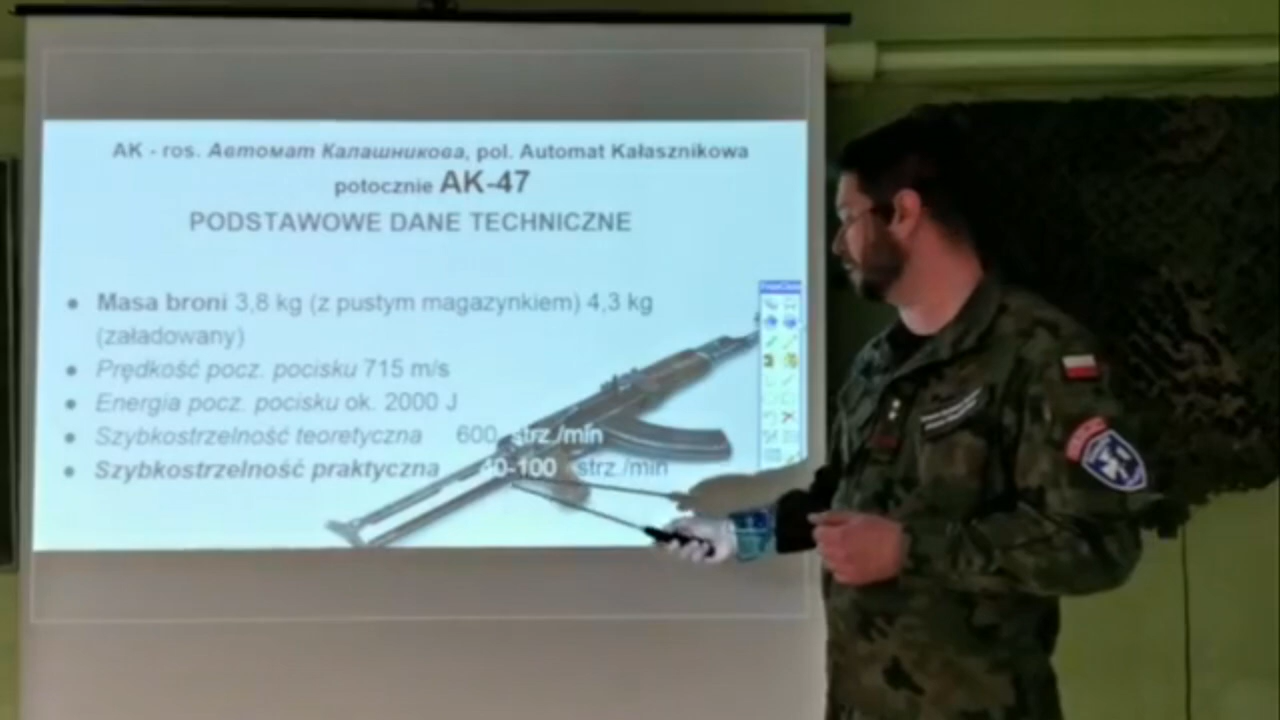 AK - ros. Автомат Калашникова, pol. Automat Kałasznikowa
potocznie AK-47
PODSTAWOWE DANE TECHNICZNE
● Masa broni 3,8 kg (z pustym magazynkiem) 4,3 kg
(załadowany)
● Prędkość pocz. pocisku 715 m/s
● Energia pocz. pocisku ok. 2000 J
● Szybkostrzelność teoretyczna 600 strz./min
● Szybkostrzelność praktyczna 40-100 strz./min